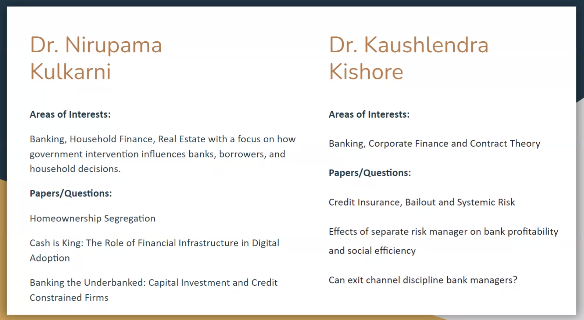 Dr. Nirupama
Kulkarni
Areas of Interests:
Banking, Household Finance, Real Estate with a focus on how
government intervention influences banks, borrowers, and
household decisions.
Papers/Questions:
Homeownership Segregation
Cash is King: The Role of Financial Infrastructure in Digital
Adoption
Banking the Underbanked: Capital Investment and Credit
Constrained Firms
Dr. Kaushlendra
Kishore
Areas of Interests:
Banking, Corporate Finance and Contract Theory
Papers/Questions:
Credit Insurance, Bailout and Systemic Risk
Effects of separate risk manager on bank profitability
and social efficiency
Can exit channel discipline bank managers?